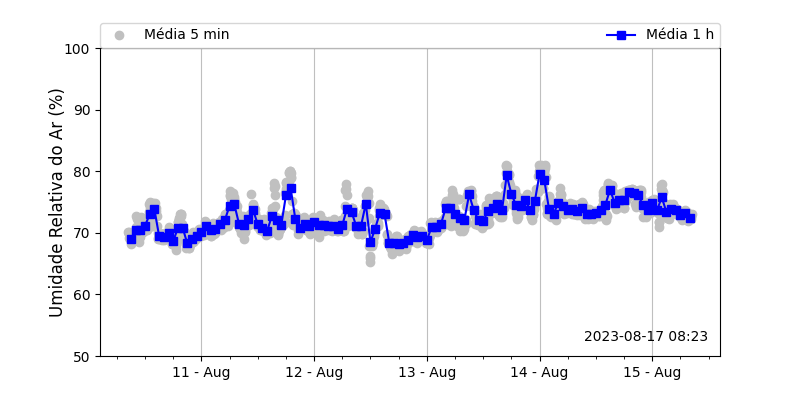 Média 5 min
Média 1 h
Umidade Relativa do Ar (%)
100
90
80
70
60
50
2023-08-17 08:23
11 - Aug
12 - Aug
13 - Aug
14 - Aug
15 - Aug